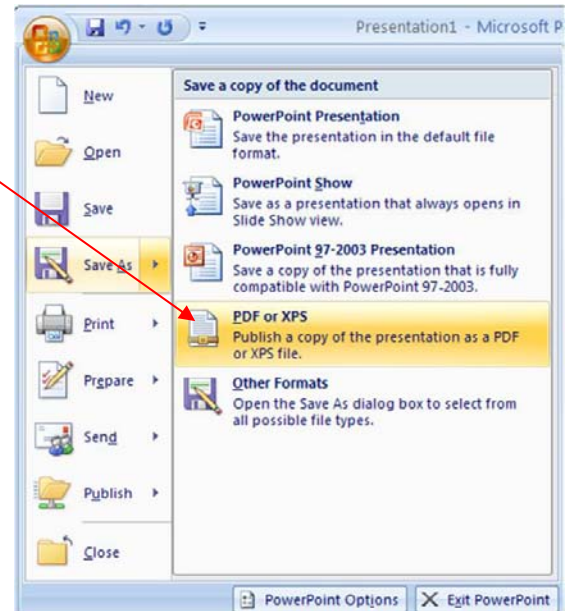 Presentation1 - Microsoft P
New
Open
Save
Save As
Print
Prepare
Send
Publish
Close
Save a copy of the document
PowerPoint Presentation
Save the presentation in the default file
format.
PowerPoint Show
Save as a presentation that always opens in
Slide Show view.
PowerPoint 97-2003 Presentation
Save a copy of the presentation that is fully
compatible with PowerPoint 97-2003.
PDF or XPS
Publish a copy of the presentation as a PDF
or XPS file.
Other Formats
Open the Save As dialog box to select from
all possible file types.
PowerPoint Options
Exit PowerPoint